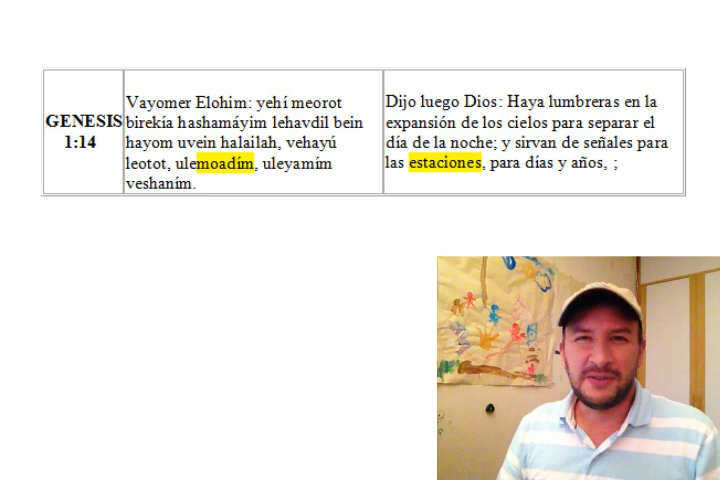 GENESIS
1:14
Vayomer Elohim: yehí meorot
birekía hashamáyim lehavdil bein
hayom uvein halailah, vehayú
leotot, ulemoadím, uleyamím
veshaním.
Dijo luego Dios: Haya lumbreras en la
expansión de los cielos para separar el
día de la noche; y sirvan de señales para
las estaciones, para días y años, ;